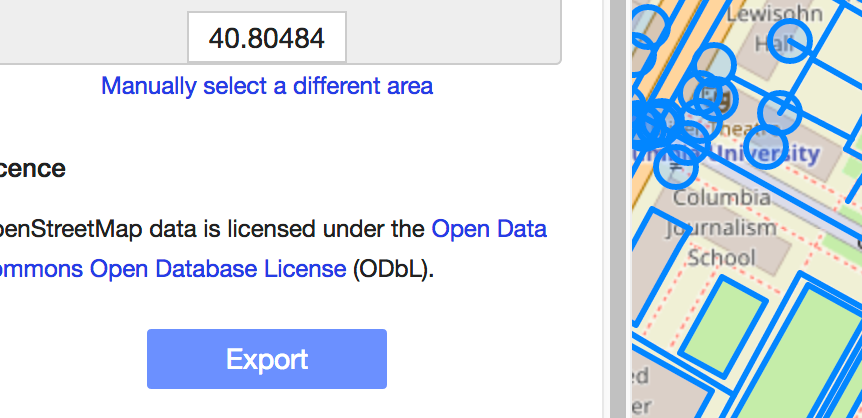 40.80484
Manually select a different area
cence
penStreetMap data is licensed under the Open Data
ommons Open Database License (ODbL).
Export
Lewisohn
Hall
University
Columbia
Journalism
School
ed
er